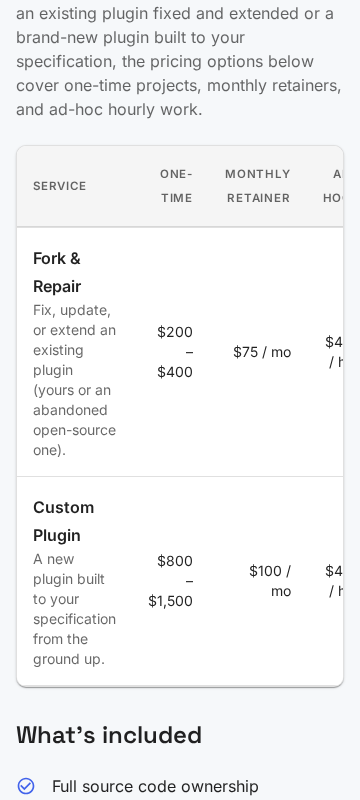 an existing plugin fixed and extended or a
brand-new plugin built to your
specification, the pricing options below
cover one-time projects, monthly retainers,
and ad-hoc hourly work.
SERVICE
ONE-
TIME
MONTHLY
RETAINER
Fork &
Repair
Fix, update,
or extend an
existing
plugin
(yours or an
abandoned
open-source
one).
$200
–
$400
$75 / mo
Custom
Plugin
A new
plugin built
to your
specification
from the
ground up.
$800
–
$1,500
$100 /
mo
What's included
Full source code ownership